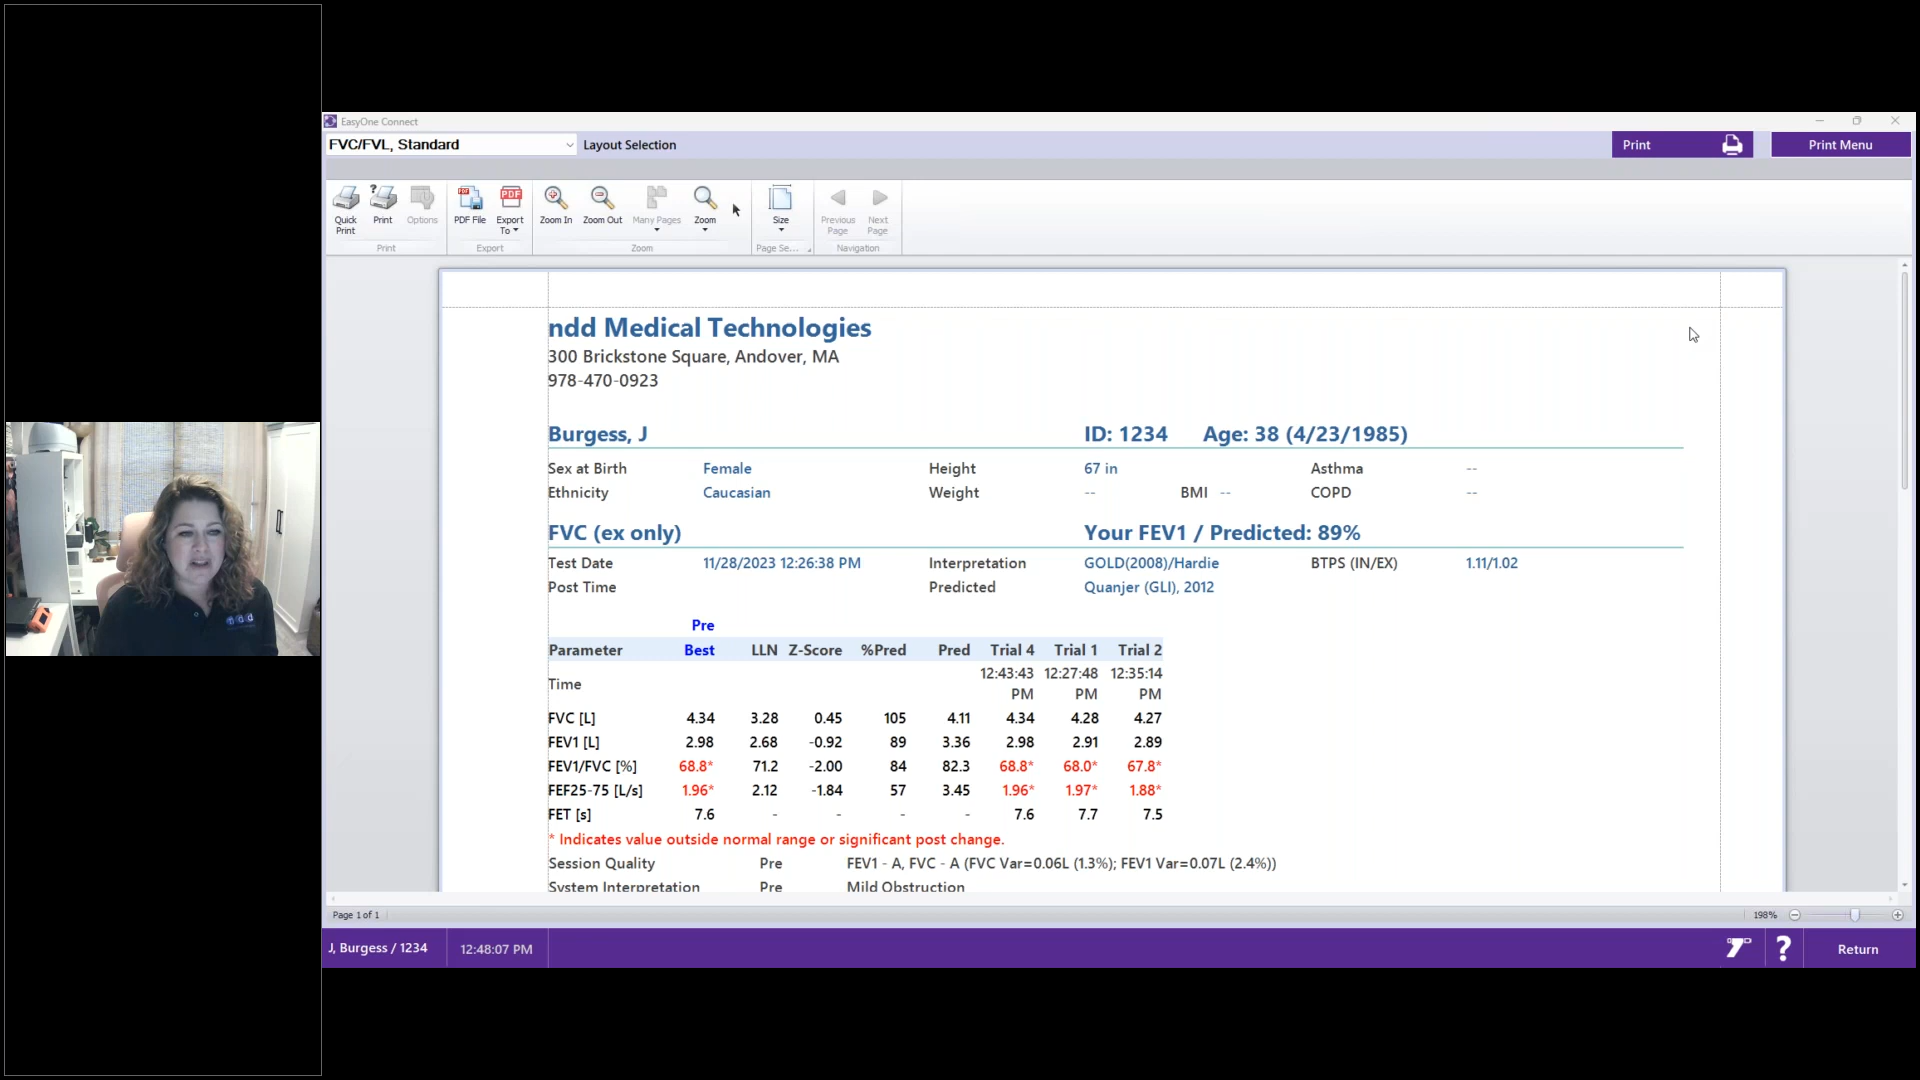 EasyOne Connect
FVC/FVL, Standard Layout Selection Print Print Menu
Quick Print Print Options PDF File Export To Zoom In Zoom Out Many Pages Zoom Size Previous Page Next Page
Print Export Zoom Page Se... Navigation
ndd Medical Technologies
300 Brickstone Square, Andover, MA
978-470-0923
Burgess, J ID: 1234 Age: 38 (4/23/1985)
Sex at Birth Female Height 67 in Asthma --
Ethnicity Caucasian Weight -- BMI -- COPD --
FVC (ex only) Your FEV1 / Predicted: 89%
Test Date 11/28/2023 12:26:38 PM Interpretation GOLD(2008)/Hardie BTPS (IN/EX) 1.11/1.02
Post Time Predicted Quanjer (GLI), 2012
Pre
Parameter Best LLN Z-Score %Pred Pred Trial 4 Trial 1 Trial 2
Time 12:43:43 PM 12:27:48 PM 12:35:14 PM
FVC [L] 4.34 3.28 0.45 105 4.11 4.34 4.28 4.27
FEV1 [L] 2.98 2.68 -0.92 89 3.36 2.98 2.91 2.89
FEV1/FVC [%] 68.8* 71.2 -2.00 84 82.3 68.8* 68.0* 67.8*
FEF25-75 [L/s] 1.96* 2.12 -1.84 57 3.45 1.96* 1.97* 1.88*
FET [s] 7.6 - - - - 7.6 7.7 7.5
* Indicates value outside normal range or significant post change.
Session Quality Pre FEV1 - A, FVC - A (FVC Var=0.06L (1.3%); FEV1 Var=0.07L (2.4%))
System Interpretation Pre Mild Obstruction
Page 1 of 1 198%
J, Burgess / 1234 12:48:07 PM ? Return
ndd